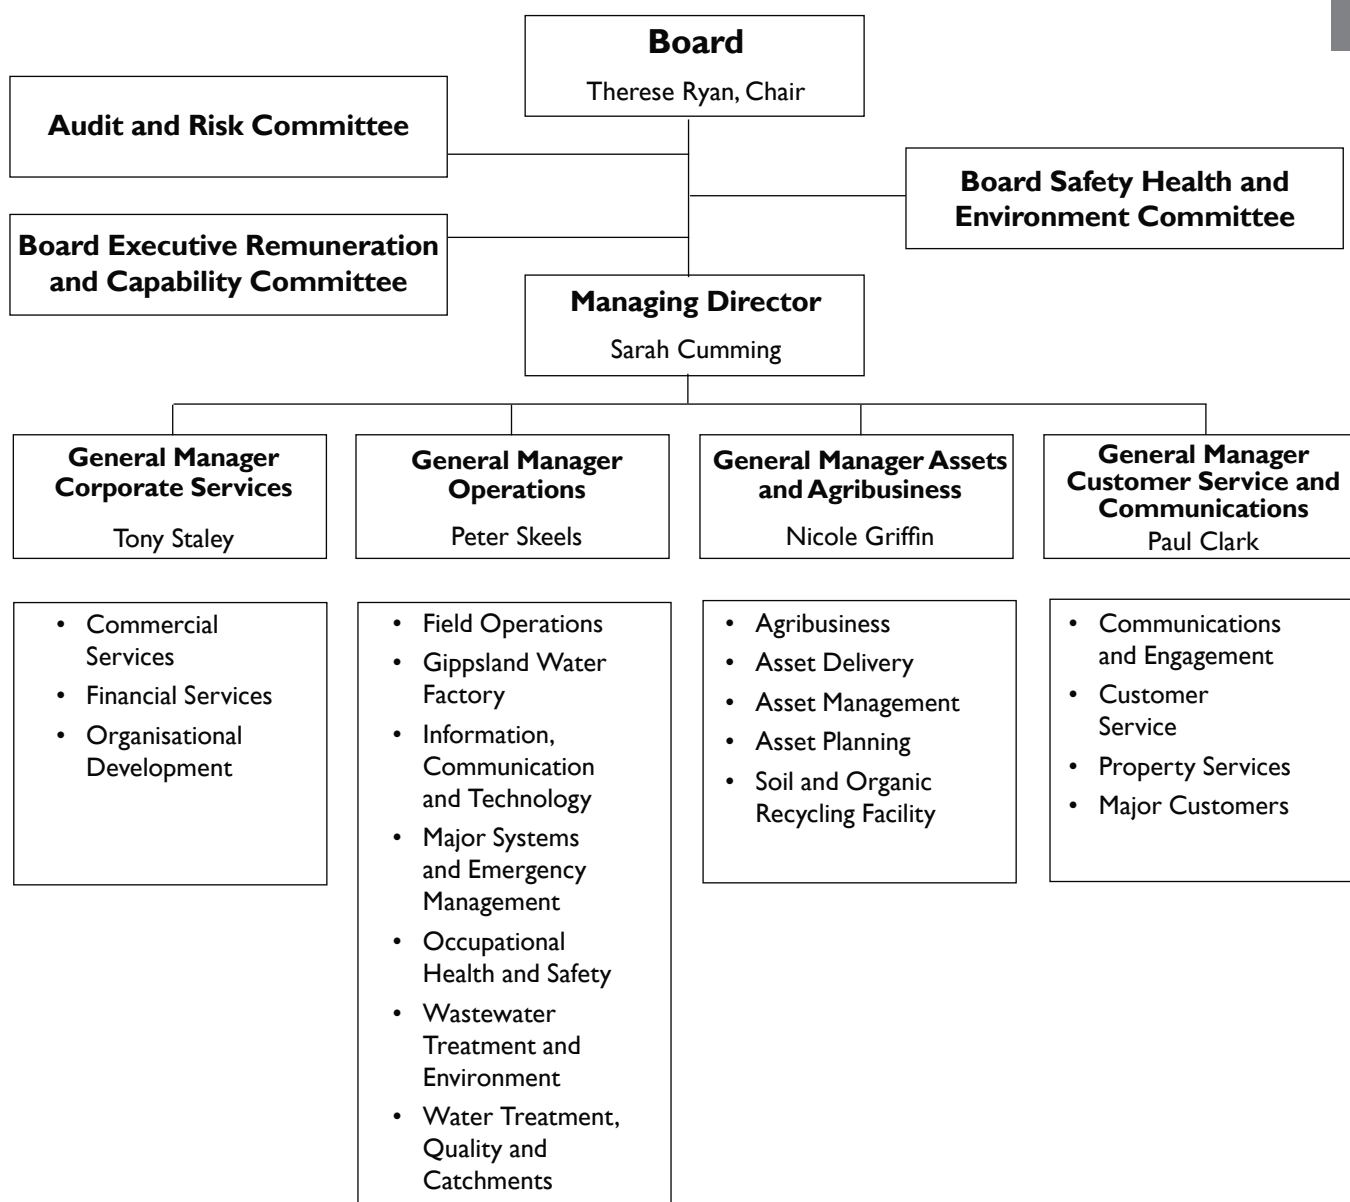 Board
Therese Ryan, Chair
Audit and Risk Committee
Board Safety Health and
Environment Committee
Board Executive Remuneration
and Capability Committee
Managing Director
Sarah Cumming
General Manager
Corporate Services
Tony Staley
General Manager
Operations
Peter Skeels
General Manager Assets
and Agribusiness
Nicole Griffin
General Manager
Customer Service and
Communications
Paul Clark
• Commercial
Services
• Financial Services
• Organisational
Development
• Field Operations
• Gippsland Water
Factory
• Information,
Communication
and Technology
• Major Systems
and Emergency
Management
• Occupational
Health and Safety
• Wastewater
Treatment and
Environment
• Water Treatment,
Quality and
Catchments
• Agribusiness
• Asset Delivery
• Asset Management
• Asset Planning
• Soil and Organic
Recycling Facility
• Communications
and Engagement
• Customer
Service
• Property Services
• Major Customers